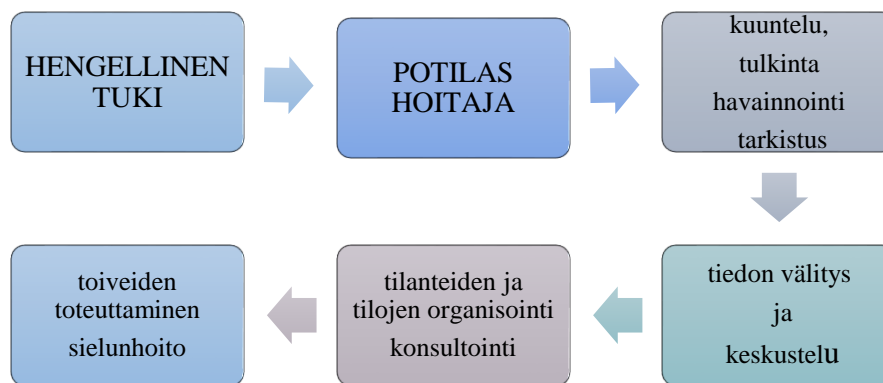 HENGELLINEN
TUKI
POTILAS
HOITAJA
kuuntelu,
tulkinta
havainnointi
tarkistus
tiedon välitys
ja
keskustelu
tilanteiden ja
tilojen organisointi
konsultointi
toiveiden
toteuttaminen
sielunhoito